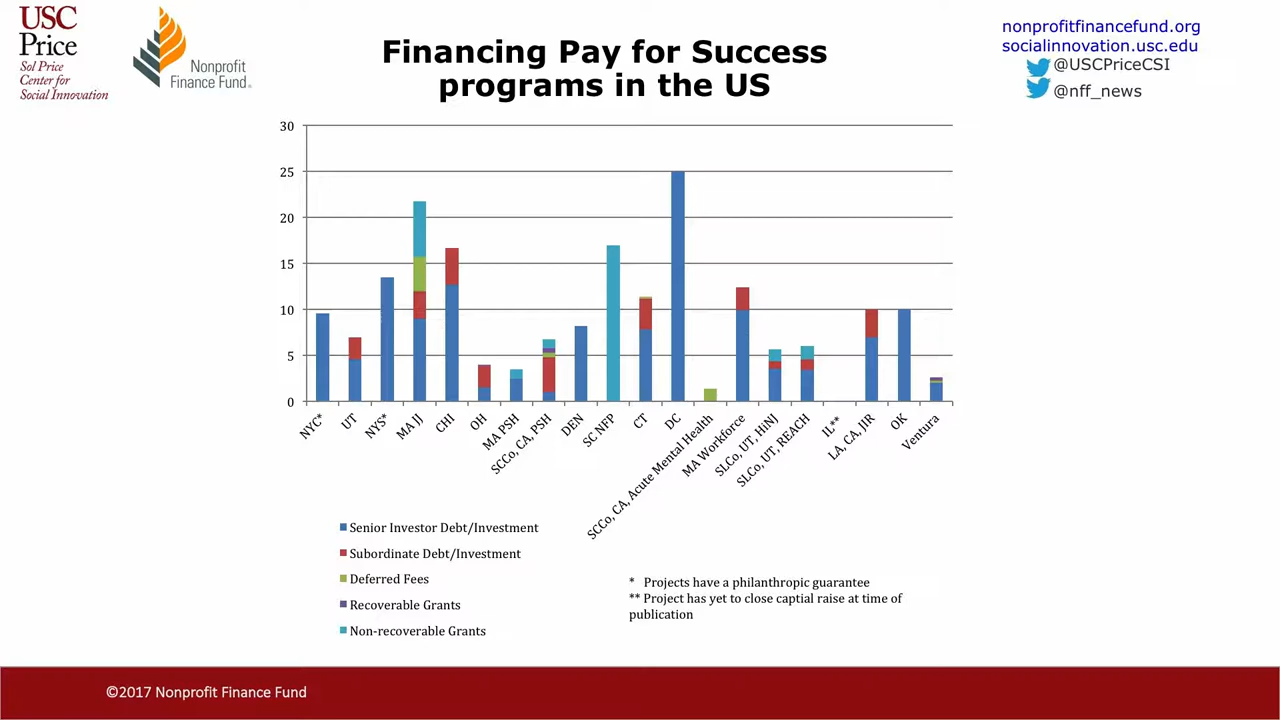 USC
Price
Sol Price
Center for
Social Innovation
Nonprofit
Finance Fund®
Financing Pay for Success
programs in the US
nonprofitfinancefund.org
socialinnovation.usc.edu
@USCPriceCSI
@nff_news
30
25
20
15
10
5
0
NYC*
UT
NYS*
MA JJ
CHI
OH
MA PSH
SCCo, CA, PSH
DEN
SC NFP
CT
DC
SCCo, CA, Acute Mental Health
MA Workforce
SLCo, UT, HiNJ
SLCo, UT, REACH
IL**
LA, CA, JIR
OK
Ventura
Senior Investor Debt/Investment
Subordinate Debt/Investment
Deferred Fees
Recoverable Grants
Non-recoverable Grants
* Projects have a philanthropic guarantee
** Project has yet to close captial raise at time of
publication
©2017 Nonprofit Finance Fund